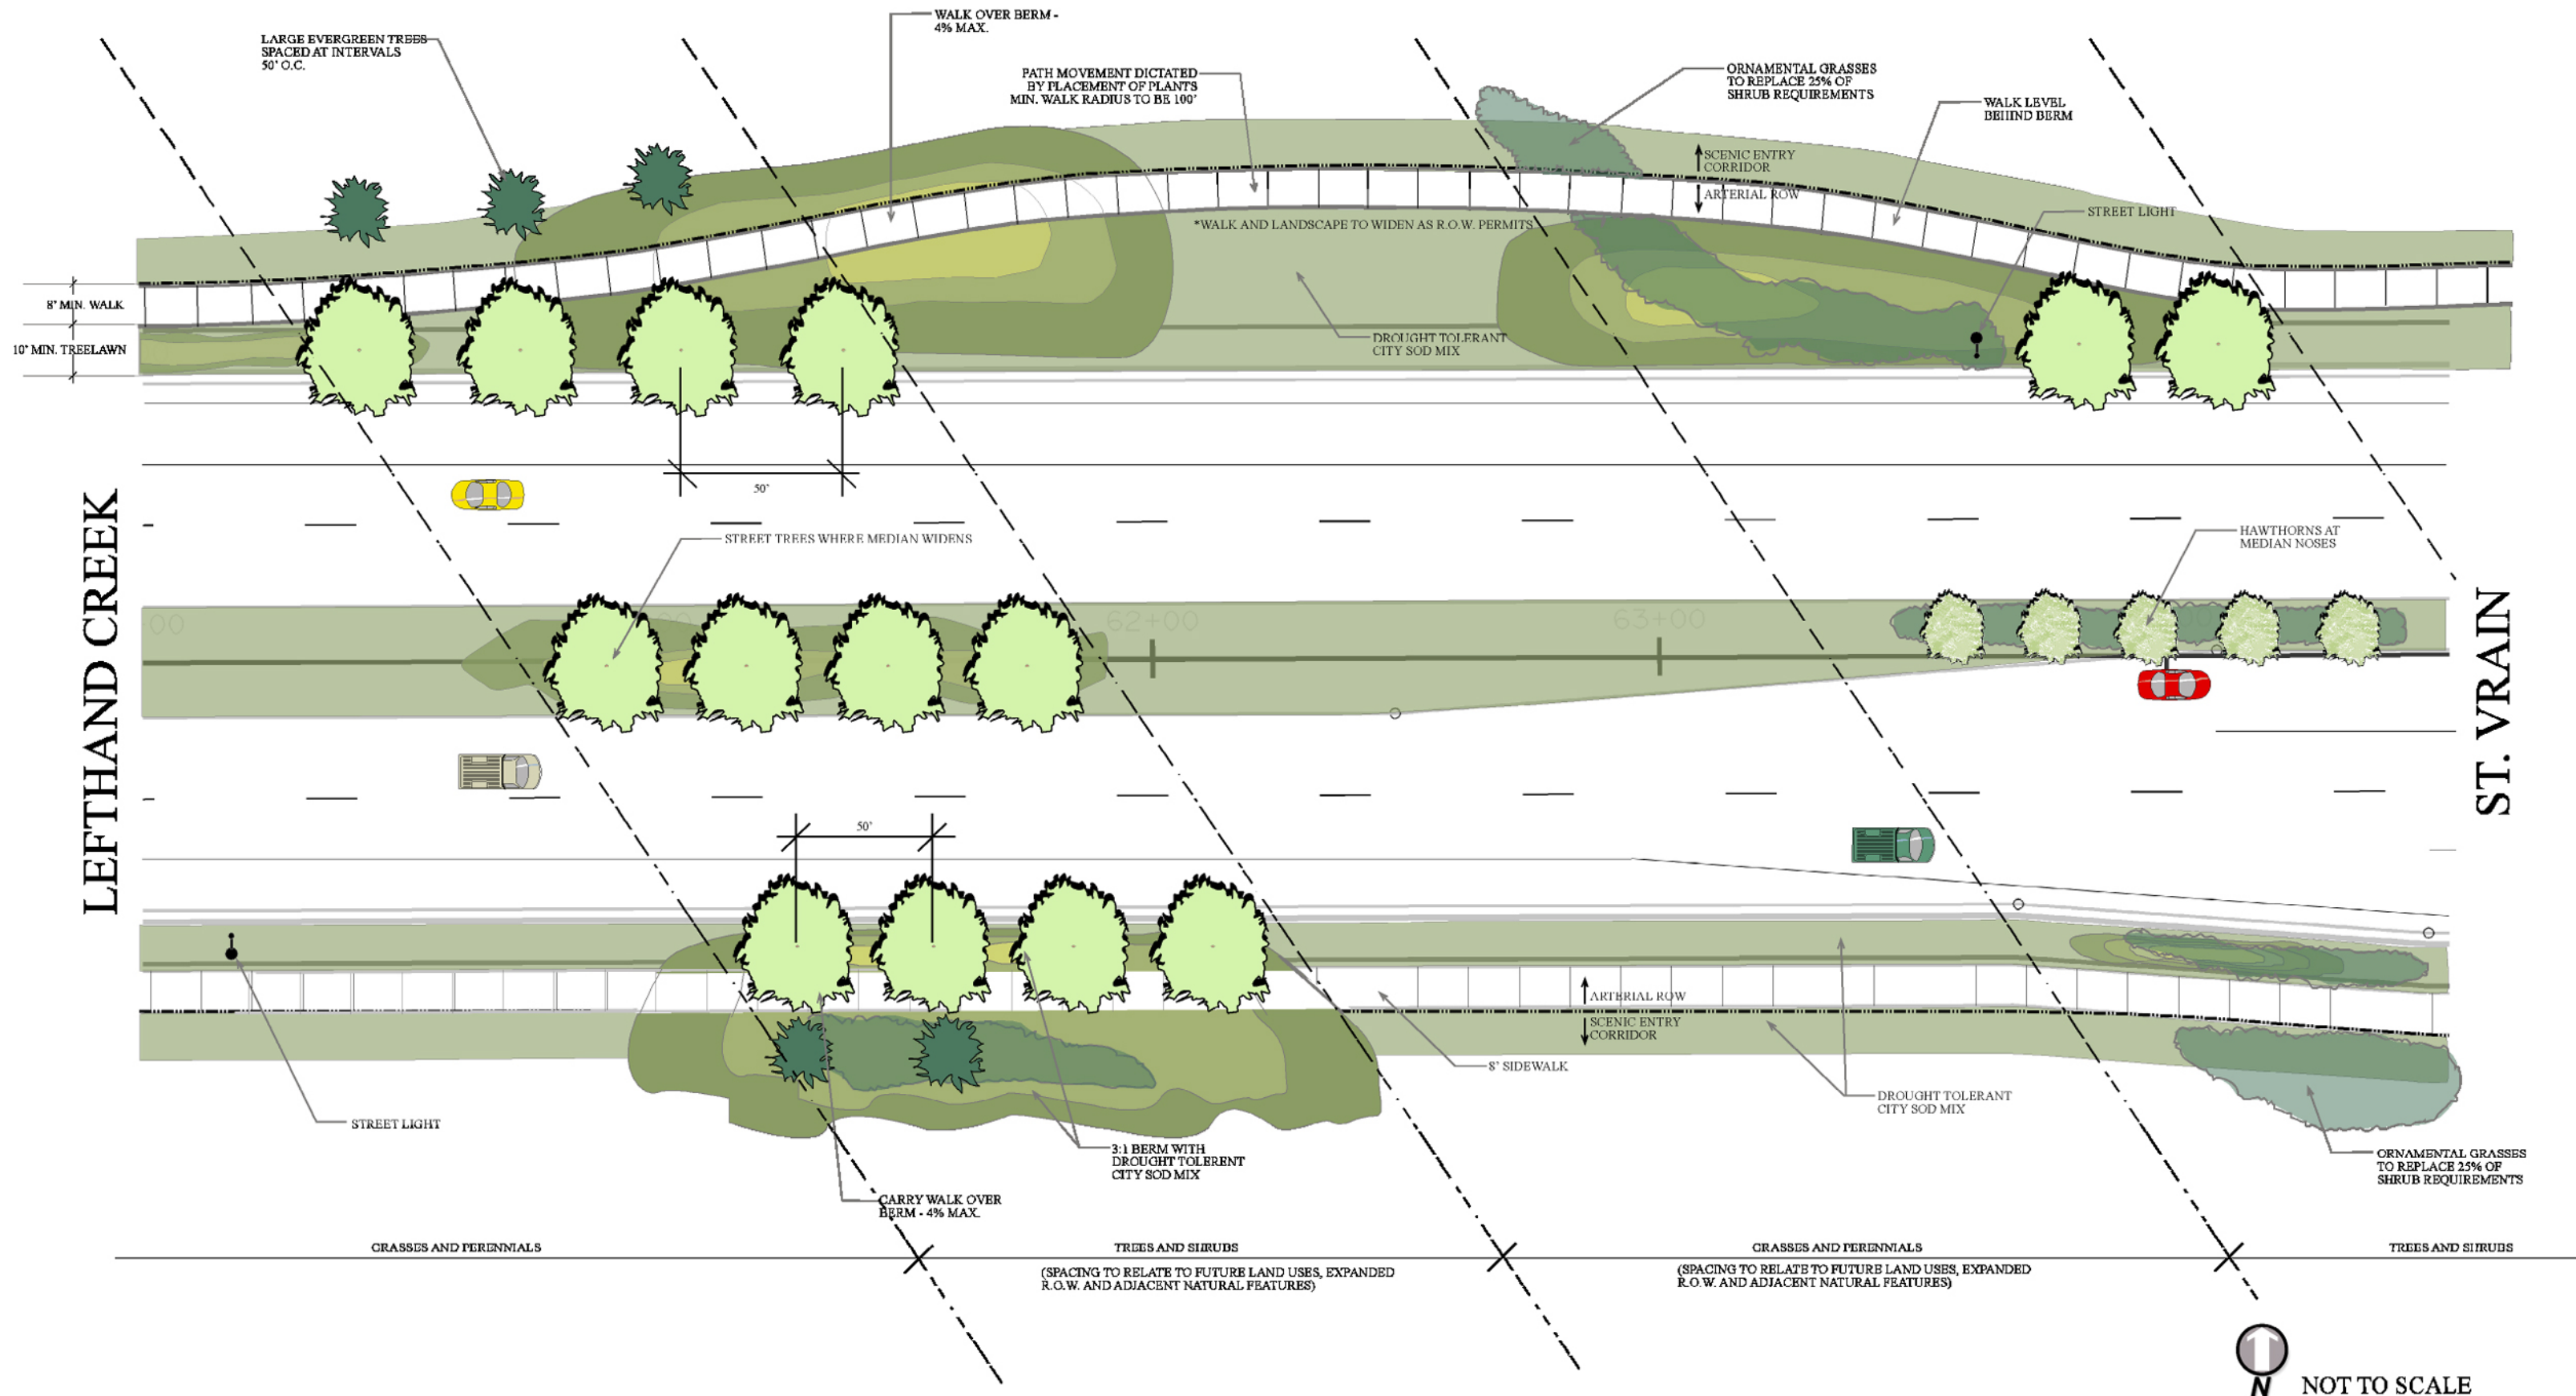 WALK OVER BERM -
4% MAX.
LARGE EVERGREEN TREES
SPACED AT INTERVALS
50' O.C.
PATH MOVEMENT DICTATED
BY PLACEMENT OF PLANTS
MIN. WALK RADIUS TO BE 100'
ORNAMENTAL GRASSES
TO REPLACE 25% OF
SHRUB REQUIREMENTS
WALK LEVEL
BEHIND BERM
SCENIC ENTRY
CORRIDOR
ARTERIAL ROW
STREET LIGHT
*WALK AND LANDSCAPE TO WIDEN AS R.O.W. PERMITS
8' MIN. WALK
10' MIN. TREELAWN
DROUGHT TOLERANT
CITY SOD MIX
50'
STREET TREES WHERE MEDIAN WIDENS
HAWTHORNS AT
MEDIAN NOSES
LEFTHAND CREEK
ST. VRAIN
00
00
62+00
63+00
50'
ARTERIAL ROW
SCENIC ENTRY
CORRIDOR
8' SIDEWALK
DROUGHT TOLERANT
CITY SOD MIX
STREET LIGHT
3:1 BERM WITH
DROUGHT TOLERENT
CITY SOD MIX
ORNAMENTAL GRASSES
TO REPLACE 25% OF
SHRUB REQUIREMENTS
CARRY WALK OVER
BERM - 4% MAX.
GRASSES AND PERENNIALS
TREES AND SHRUBS
GRASSES AND PERENNIALS
TREES AND SHRUBS
(SPACING TO RELATE TO FUTURE LAND USES, EXPANDED
R.O.W. AND ADJACENT NATURAL FEATURES)
(SPACING TO RELATE TO FUTURE LAND USES, EXPANDED
R.O.W. AND ADJACENT NATURAL FEATURES)
N
NOT TO SCALE